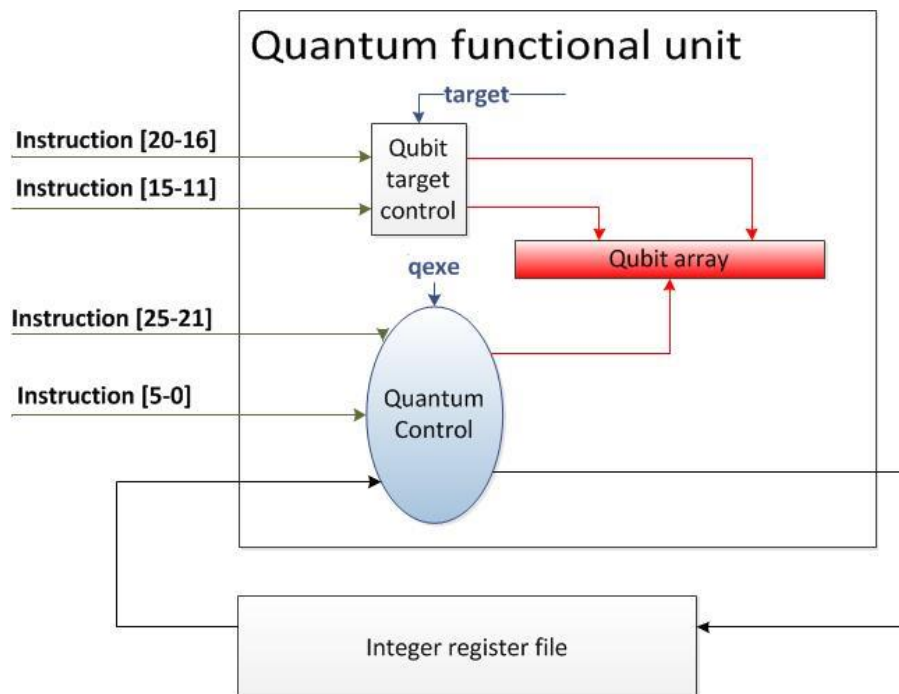 Quantum functional unit
target
Instruction [20-16]
Qubit
target
control
Instruction [15-11]
Qubit array
qexe
Instruction [25-21]
Instruction [5-0]
Quantum
Control
Integer register file